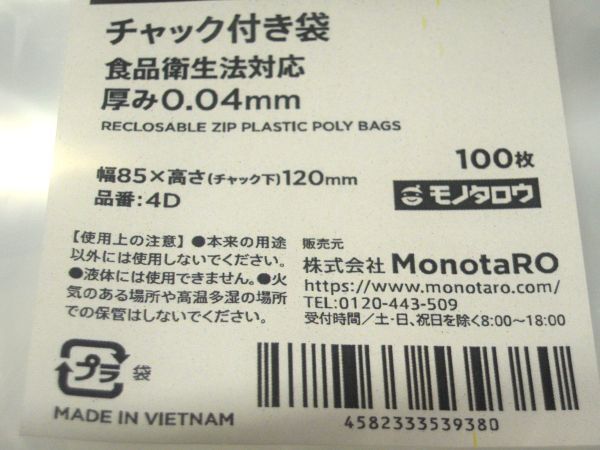 チャック付き袋
食品衛生法対応
厚み0.04mm
RECLOSABLE ZIP PLASTIC POLY BAGS
100枚
幅85×高さ(チャック下)120mm
品番:4D
モノタロウ
【使用上の注意】●本来の用途
以外には使用しないでください。
●液体には使用できません。●火
気のある場所や高温多湿の場所
での保管はしないでください。
販売元
株式会社 MonotaRO
https://www.monotaro.com/
TEL:0120-443-509
受付時間/土・日、祝日を除く8:00~18:00
プラ 袋
MADE IN VIETNAM
4582333539380